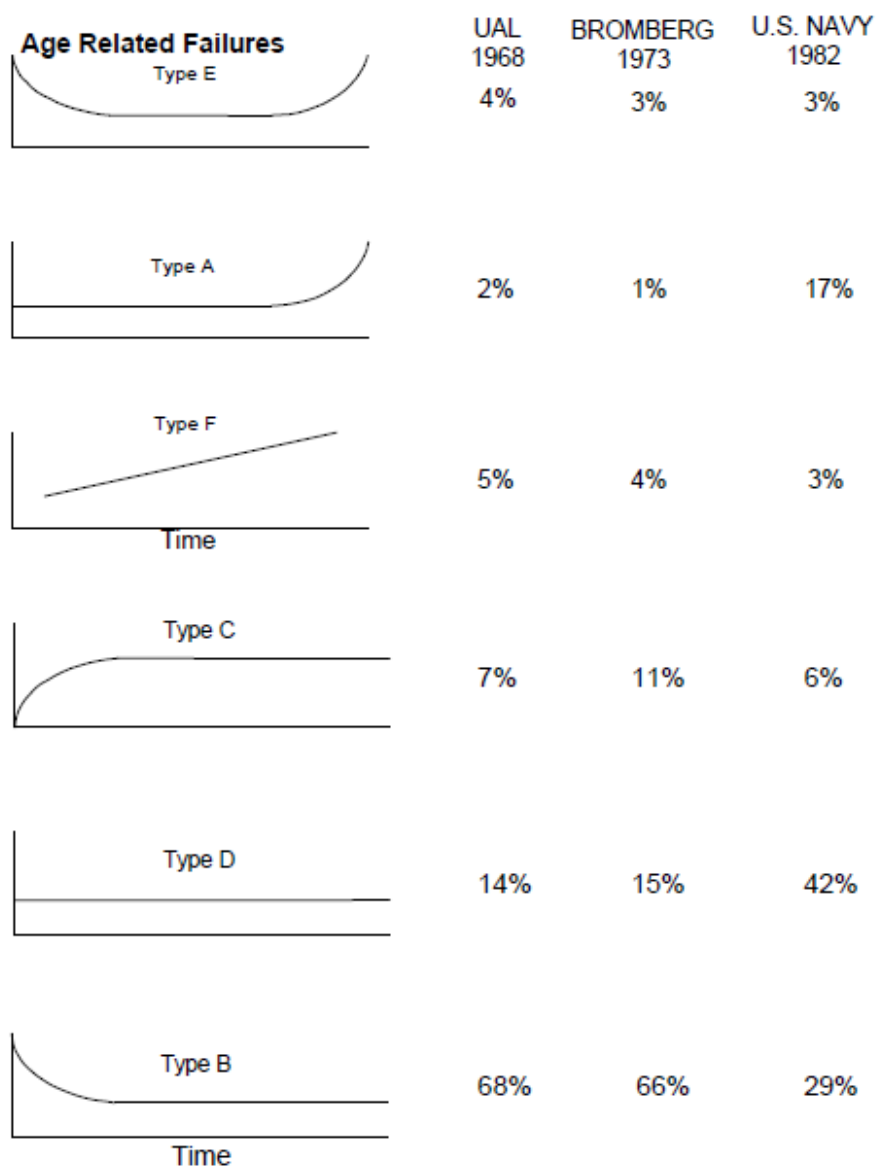 Age Related Failures UAL BROMBERG U.S. NAVY
1968 1973 1982
Type E
4% 3% 3%
Type A
2% 1% 17%
Type F
5% 4% 3%
Time
Type C
7% 11% 6%
Type D
14% 15% 42%
Type B
68% 66% 29%
Time